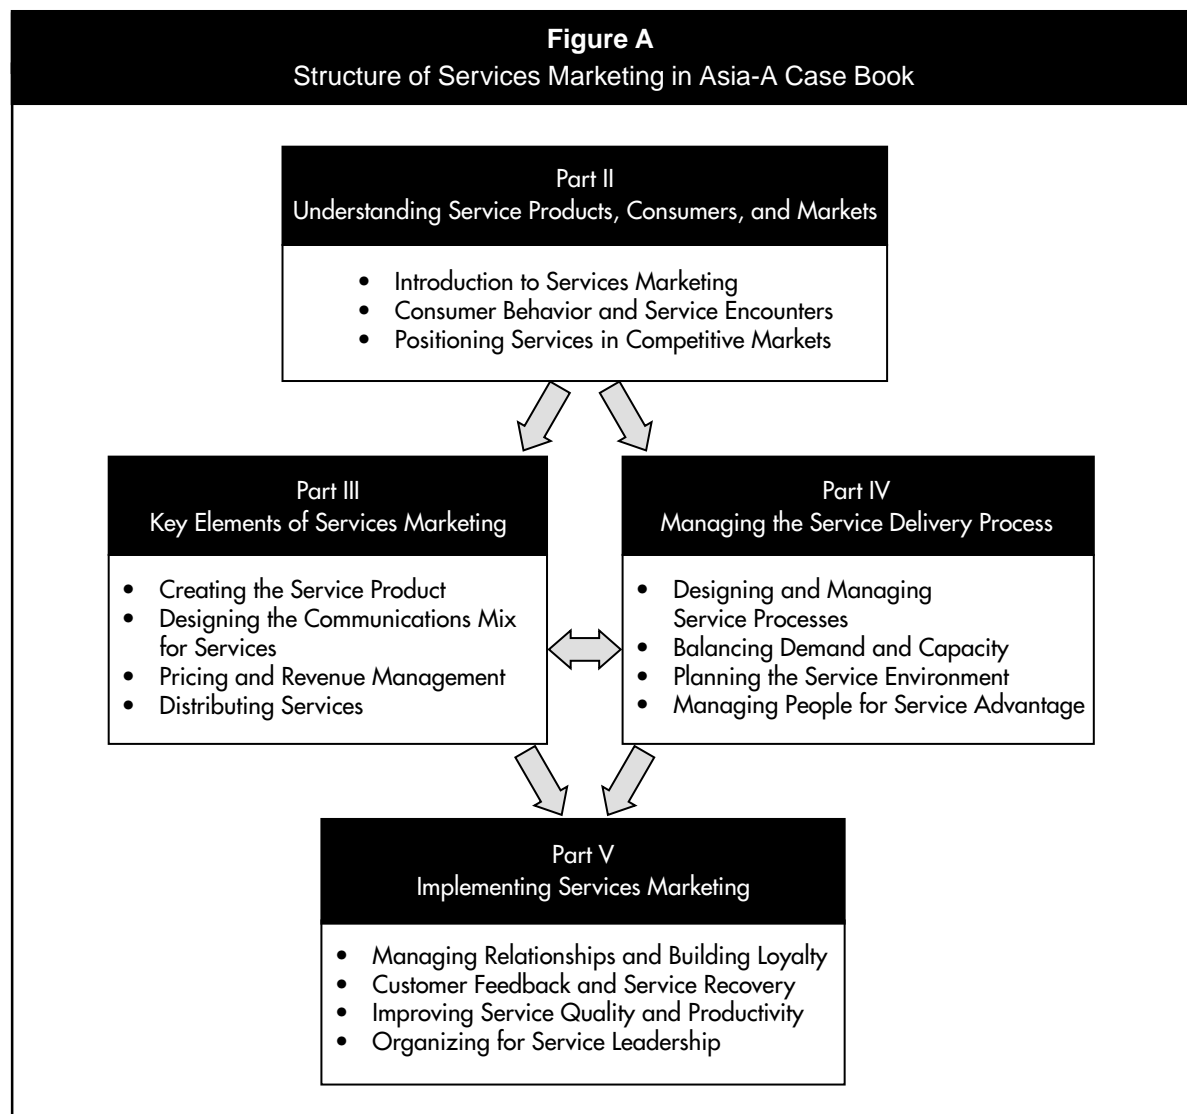 Figure A
Structure of Services Marketing in Asia-A Case Book
Part II
Understanding Service Products, Consumers, and Markets
• Introduction to Services Marketing
• Consumer Behavior and Service Encounters
• Positioning Services in Competitive Markets
Part III
Key Elements of Services Marketing
• Creating the Service Product
• Designing the Communications Mix
for Services
• Pricing and Revenue Management
• Distributing Services
Part IV
Managing the Service Delivery Process
• Designing and Managing
Service Processes
• Balancing Demand and Capacity
• Planning the Service Environment
• Managing People for Service Advantage
Part V
Implementing Services Marketing
• Managing Relationships and Building Loyalty
• Customer Feedback and Service Recovery
• Improving Service Quality and Productivity
• Organizing for Service Leadership